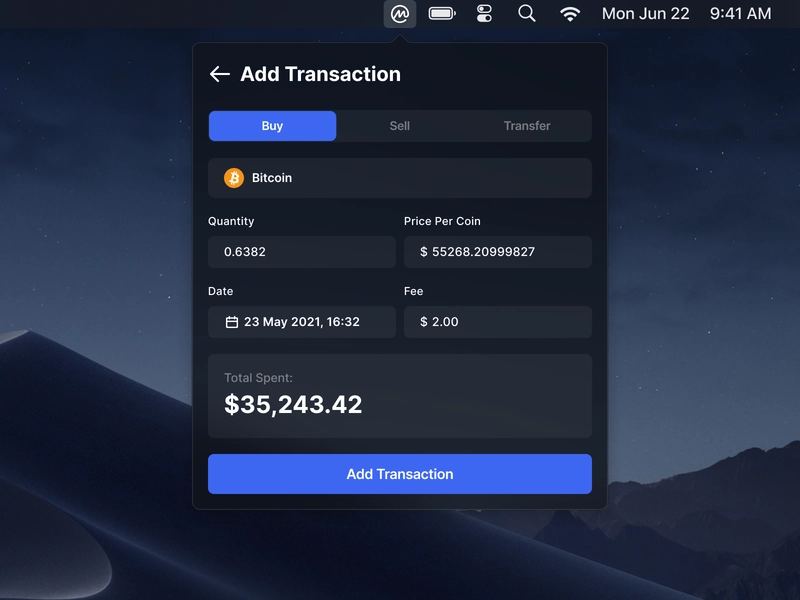 Mon Jun 22 9:41 AM
Add Transaction
Buy Sell Transfer
Bitcoin
Quantity Price Per Coin
0.6382 $ 55268.20999827
Date Fee
23 May 2021, 16:32 $ 2.00
Total Spent:
$35,243.42
Add Transaction